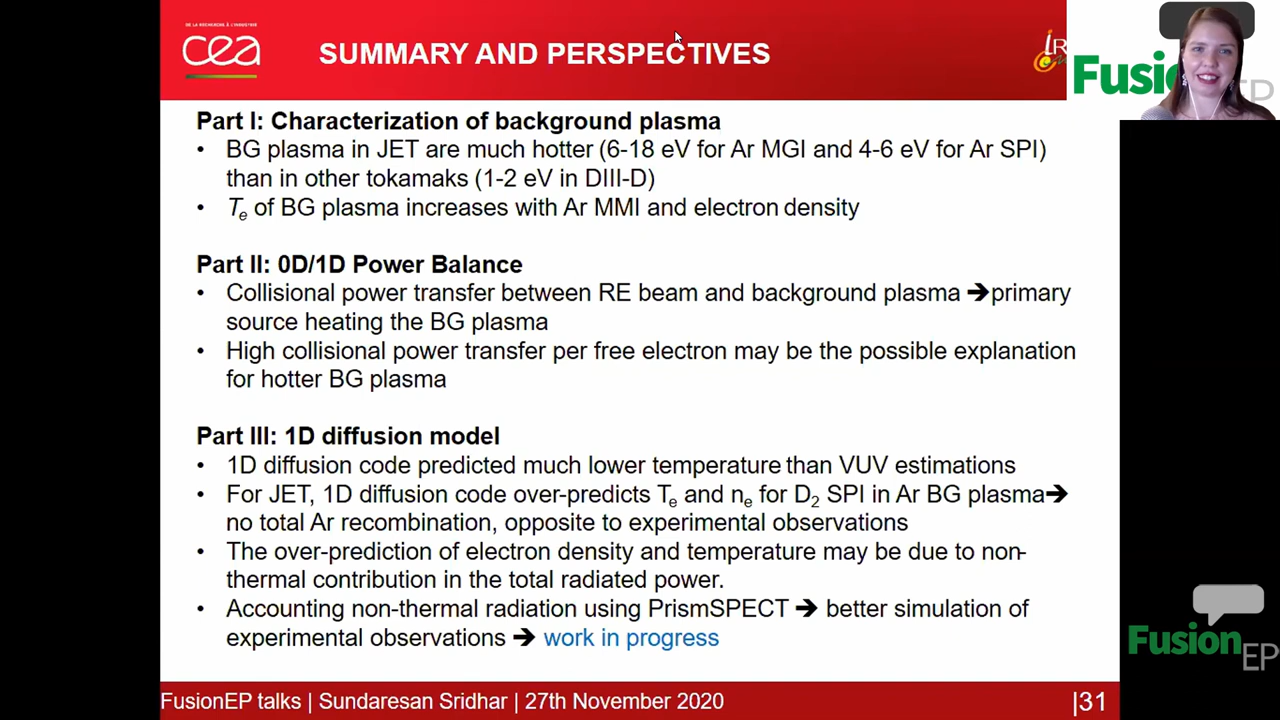 DE LA RECHERCHE À L'INDUSTRIE
cea
SUMMARY AND PERSPECTIVES
Fusion
EP
Part I: Characterization of background plasma
• BG plasma in JET are much hotter (6-18 eV for Ar MGI and 4-6 eV for Ar SPI)
than in other tokamaks (1-2 eV in DIII-D)
• Te of BG plasma increases with Ar MMI and electron density
Part II: 0D/1D Power Balance
• Collisional power transfer between RE beam and background plasma ➔primary
source heating the BG plasma
• High collisional power transfer per free electron may be the possible explanation
for hotter BG plasma
Part III: 1D diffusion model
• 1D diffusion code predicted much lower temperature than VUV estimations
• For JET, 1D diffusion code over-predicts Te and ne for D2 SPI in Ar BG plasma➔
no total Ar recombination, opposite to experimental observations
• The over-prediction of electron density and temperature may be due to non-
thermal contribution in the total radiated power.
• Accounting non-thermal radiation using PrismSPECT ➔ better simulation of
experimental observations ➔ work in progress
Fusion
EP
FusionEP talks | Sundaresan Sridhar | 27th November 2020
|31